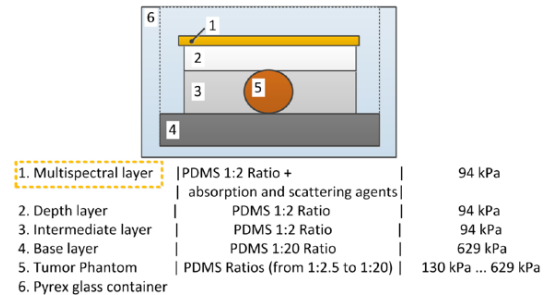 6
1
2
3
5
4
1. Multispectral layer |PDMS 1:2 Ratio + | 94 kPa
| absorption and scattering agents|
2. Depth layer | PDMS 1:2 Ratio | 94 kPa
3. Intermediate layer | PDMS 1:2 Ratio | 94 kPa
4. Base layer | PDMS 1:20 Ratio | 629 kPa
5. Tumor Phantom | PDMS Ratios (from 1:2.5 to 1:20) | 130 kPa ... 629 kPa
6. Pyrex glass container